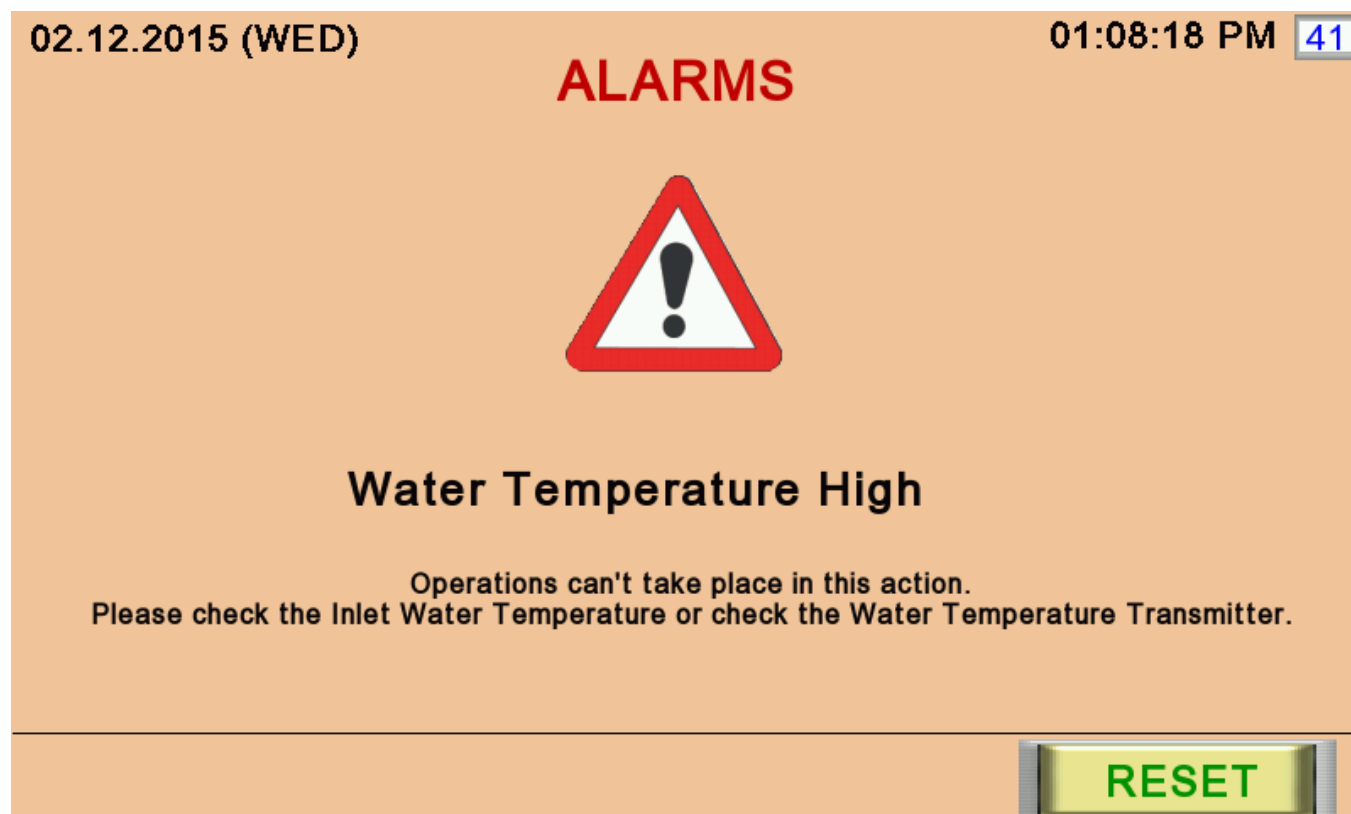 02.12.2015 (WED)
01:08:18 PM 41
ALARMS
Water Temperature High
Operations can't take place in this action.
Please check the Inlet Water Temperature or check the Water Temperature Transmitter.
RESET